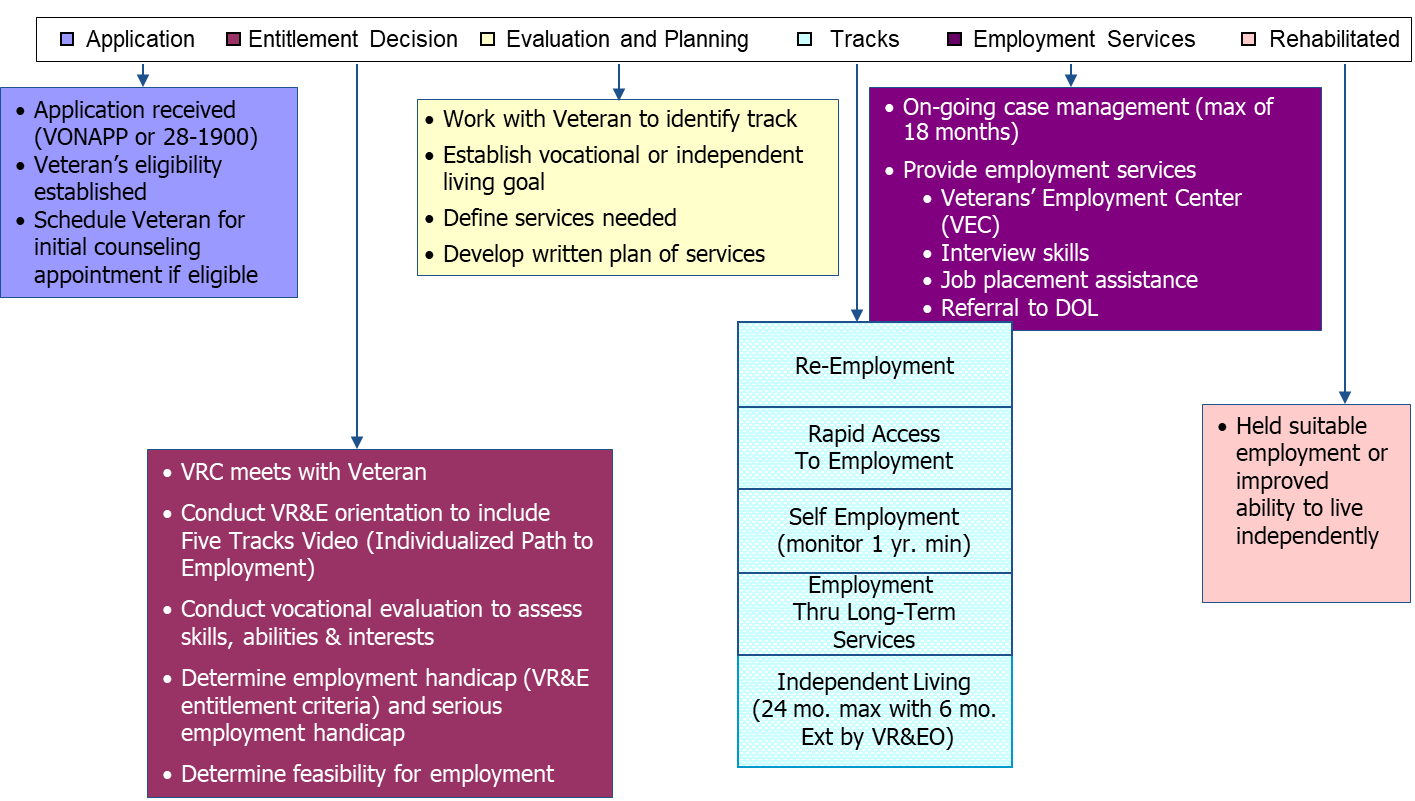 Application Entitlement Decision Evaluation and Planning Tracks Employment Services Rehabilitated
• Application received
(VONAPP or 28-1900)
• Veteran’s eligibility
established
• Schedule Veteran for
initial counseling
appointment if eligible
• VRC meets with Veteran
• Conduct VR&E orientation to include
Five Tracks Video (Individualized Path to
Employment)
• Conduct vocational evaluation to assess
skills, abilities & interests
• Determine employment handicap (VR&E
entitlement criteria) and serious
employment handicap
• Determine feasibility for employment
• Work with Veteran to identify track
• Establish vocational or independent
living goal
• Define services needed
• Develop written plan of services
Re-Employment
Rapid Access
To Employment
Self Employment
(monitor 1 yr. min)
Employment
Thru Long-Term
Services
Independent Living
(24 mo. max with 6 mo.
Ext by VR&EO)
• On-going case management (max of
18 months)
• Provide employment services
• Veterans’ Employment Center
(VEC)
• Interview skills
• Job placement assistance
• Referral to DOL
• Held suitable
employment or
improved
ability to live
independently